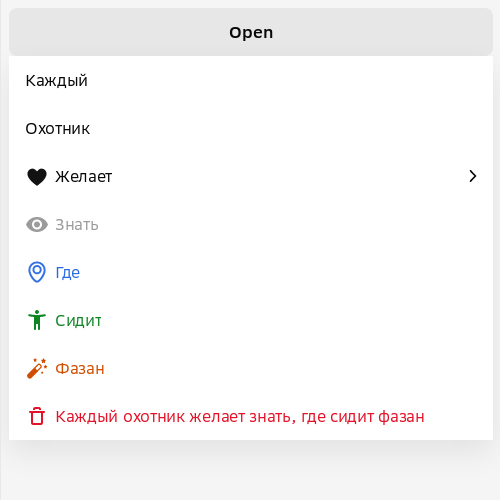 Open
Каждый
Охотник
Желает
Знать
Где
Сидит
Фазан
Каждый охотник желает знать, где сидит фазан